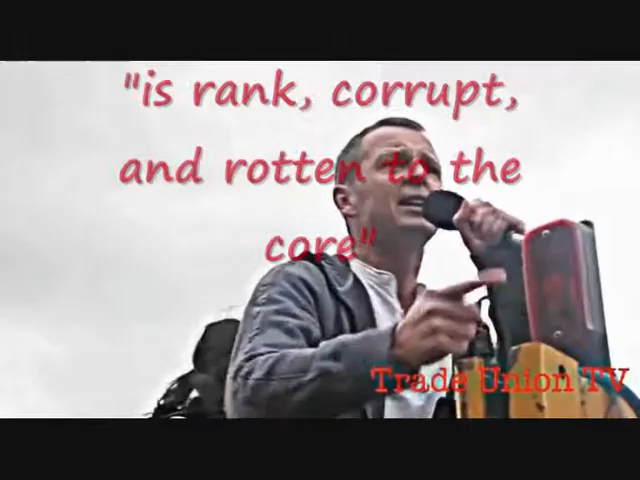 "is rank, corrupt,
and rotten to the
core"
Trade Union TV